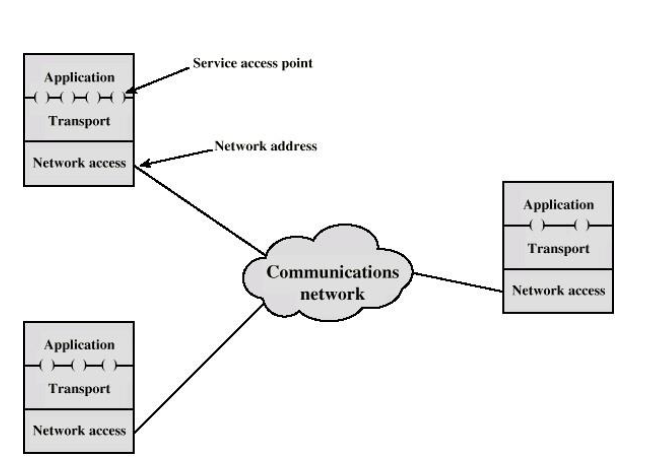 Service access point
Application
Transport
Network address
Network access
Application
Transport
Network access
Communications
network
Application
Transport
Network access